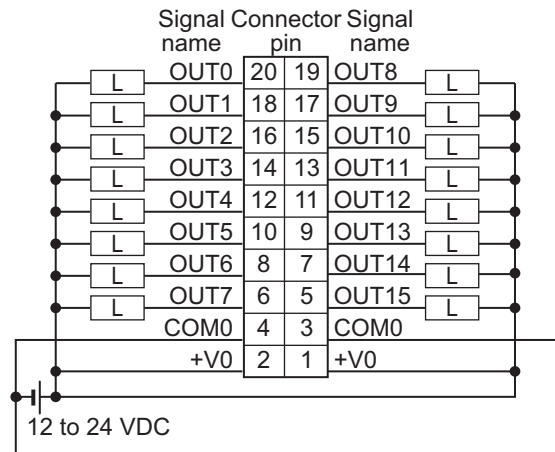 Signal Connector Signal
name pin name
OUT0 20 19 OUT8
L L
OUT1 18 17 OUT9
L L
OUT2 16 15 OUT10
L L
OUT3 14 13 OUT11
L L
OUT4 12 11 OUT12
L L
OUT5 10 9 OUT13
L L
OUT6 8 7 OUT14
L L
OUT7 6 5 OUT15
L L
COM0 4 3 COM0
+V0 2 1 +V0
12 to 24 VDC